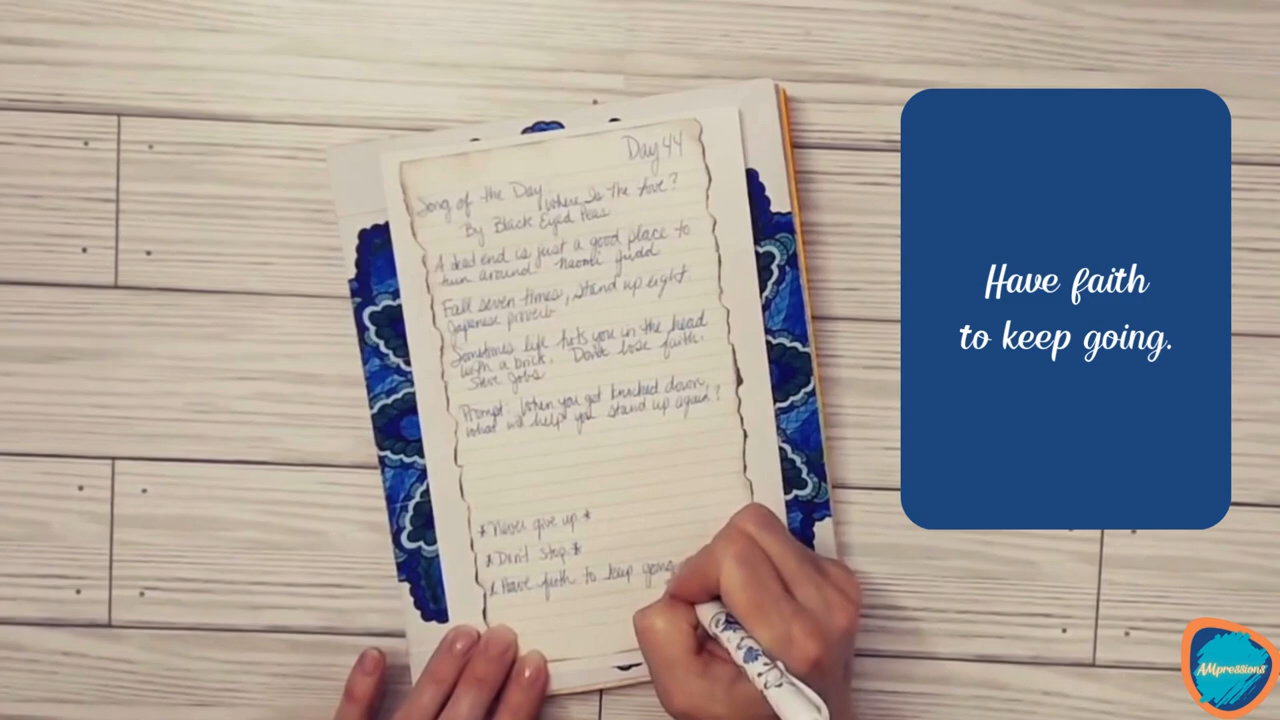 Day 44
Song of the Day Where Is The Love?
By Black Eyed Peas
A dead end is just a good place to
turn around Naomi Judd
Fall seven times, stand up eight
Japanese proverb
Sometimes life hits you in the head
with a brick. Don't lose faith.
Steve Jobs
Prompt: When you get knocked down,
what will help you stand up again?
*Never give up *
*Don't stop *
*Have faith to keep going
Have faith
to keep going.
AMpressions